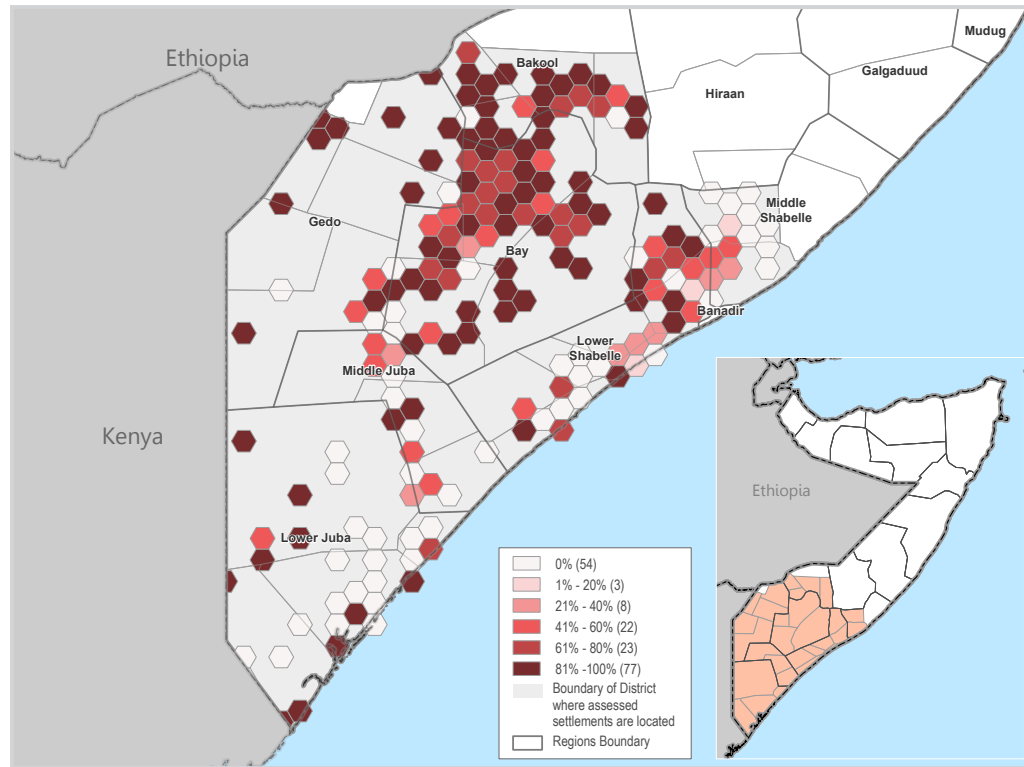 Mudug
Ethiopia
Bakool
Galgaduud
Hiraan
Middle
Shabelle
Gedo
Bay
Banadir
Lower
Shabelle
Middle Juba
Kenya
Lower Juba
Ethiopia
0% (54)
1% - 20% (3)
21% - 40% (8)
41% - 60% (22)
61% - 80% (23)
81% -100% (77)
Boundary of District
where assessed
settlements are located
Regions Boundary